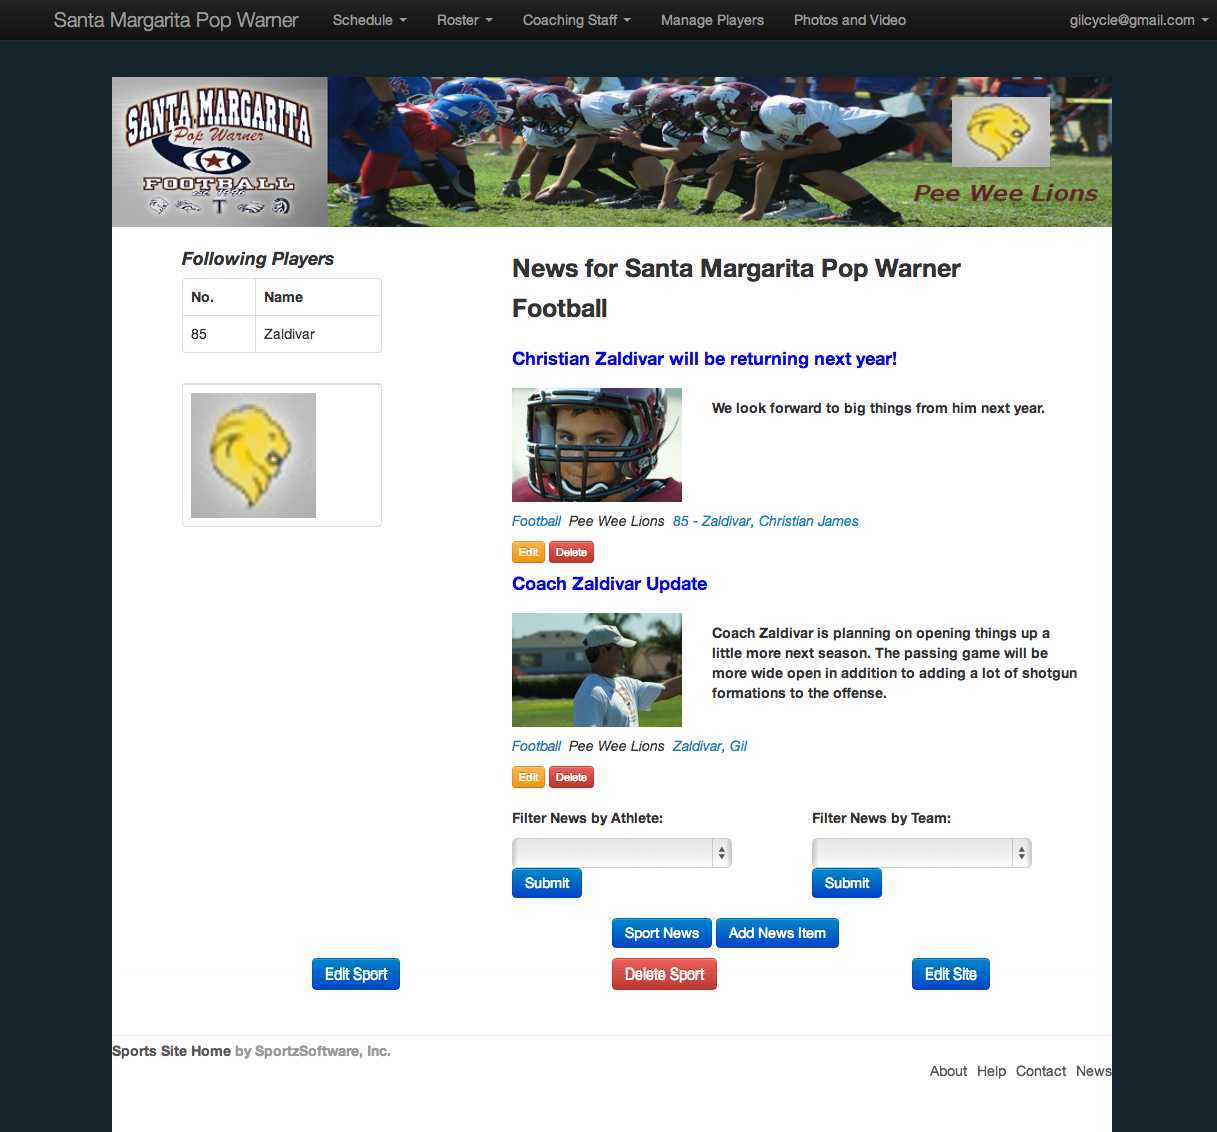 Santa Margarita Pop Warner Schedule Roster Coaching Staff Manage Players Photos and Video gilcycle@gmail.com
SANTA MARGARITA
Pop Warner
FOOTBALL
Pee Wee Lions
Following Players
No. Name
85 Zaldivar
News for Santa Margarita Pop Warner
Football
Christian Zaldivar will be returning next year!
We look forward to big things from him next year.
Football Pee Wee Lions 85 - Zaldivar, Christian James
Edit Delete
Coach Zaldivar Update
Coach Zaldivar is planning on opening things up a
little more next season. The passing game will be
more wide open in addition to adding a lot of shotgun
formations to the offense.
Football Pee Wee Lions Zaldivar, Gil
Edit Delete
Filter News by Athlete: Filter News by Team:
Submit Submit
Sport News Add News Item
Edit Sport Delete Sport Edit Site
Sports Site Home by SportzSoftware, Inc.
About Help Contact News